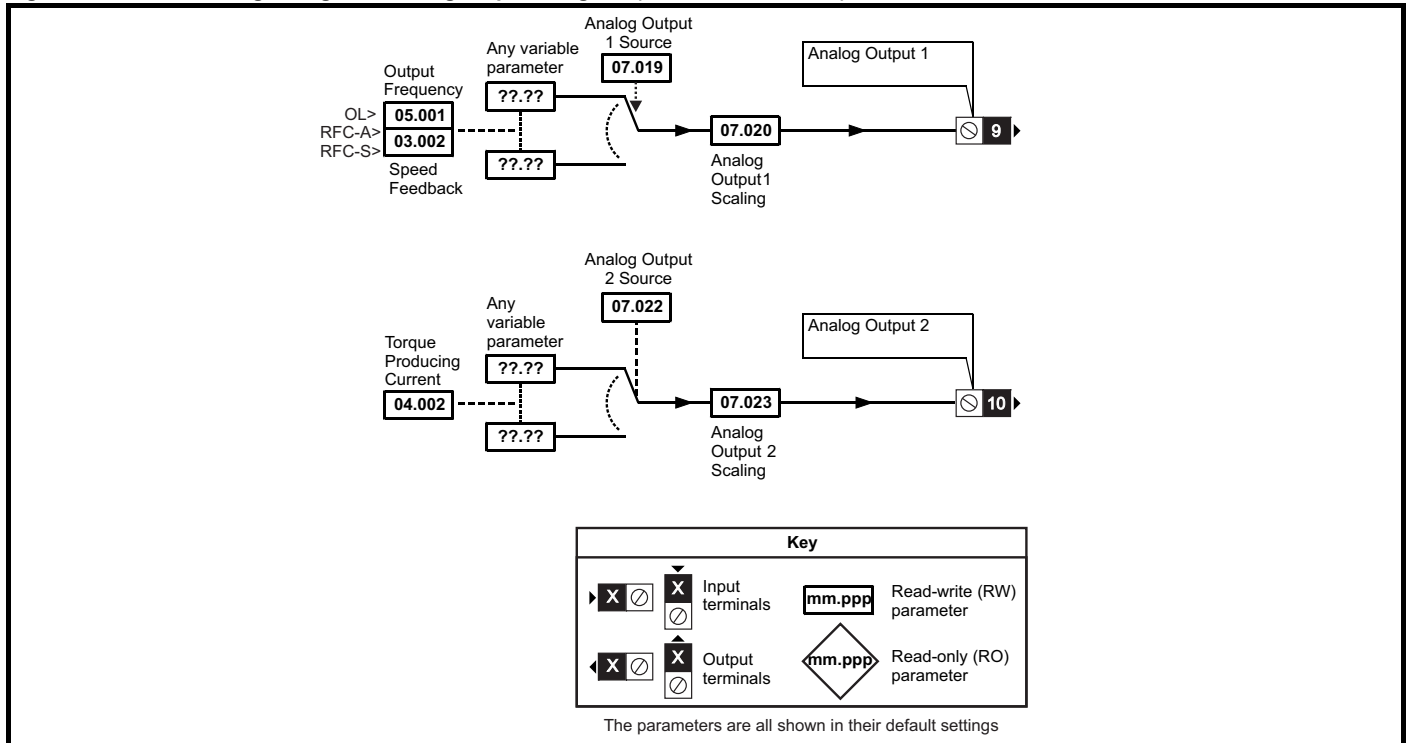 Analog Output
1 Source
07.019
Any variable
parameter
??.??
??.??
Output
Frequency
OL>
RFC-A>
RFC-S>
05.001
03.002
Speed
Feedback
07.020
Analog
Output1
Scaling
Analog Output 1
9
Analog Output
2 Source
07.022
Any
variable
parameter
??.??
??.??
Torque
Producing
Current
04.002
07.023
Analog
Output 2
Scaling
Analog Output 2
10
Key
X
X
Input
terminals
mm.ppp
Read-write (RW)
parameter
X
X
Output
terminals
mm.ppp
Read-only (RO)
parameter
The parameters are all shown in their default settings